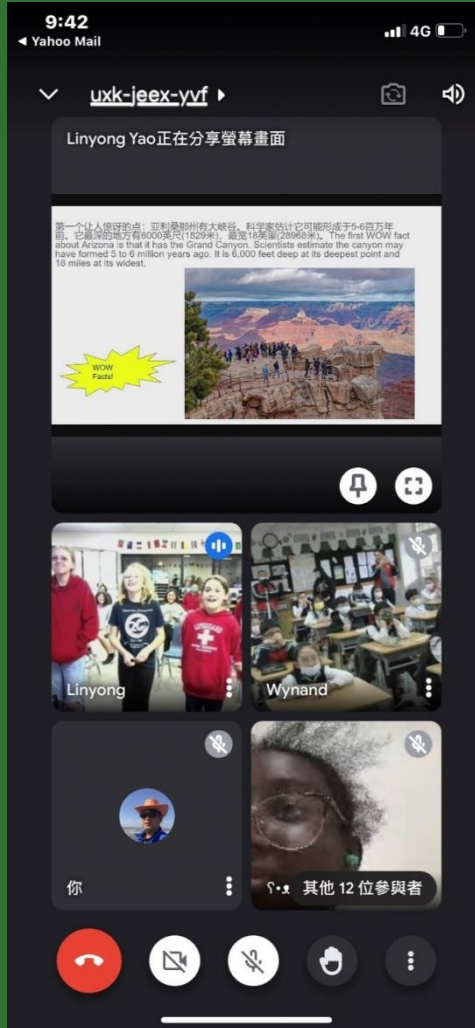 9:42
4G
◀ Yahoo Mail
uxk-jeex-yvf
Linyong Yao正在分享螢幕畫面
第一个让人惊讶的点：亚利桑那州有大峡谷。科学家估计它可能形成于5-6百万年
前。它最深的地方有6000英尺(1829米)，最宽18英里(28968米)。The first WOW fact
about Arizona is that it has the Grand Canyon. Scientists estimate the canyon may
have formed 5 to 6 million years ago. It is 6,000 feet deep at its deepest point and
18 miles at its widest.
WOW
Facts!
Linyong
Wynand
你
其他 12 位參與者